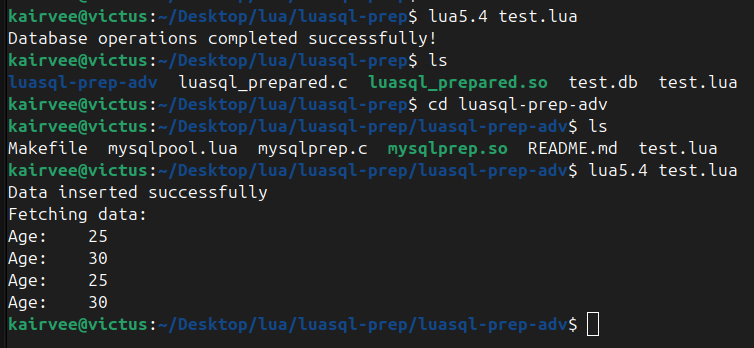 kairvee@victus:~/Desktop/lua/luasql-prep$ lua5.4 test.lua
Database operations completed successfully!
kairvee@victus:~/Desktop/lua/luasql-prep$ ls
luasql-prep-adv  luasql_prepared.c  luasql_prepared.so  test.db  test.lua
kairvee@victus:~/Desktop/lua/luasql-prep$ cd luasql-prep-adv
kairvee@victus:~/Desktop/lua/luasql-prep/luasql-prep-adv$ ls
Makefile  mysqlpool.lua  mysqlprep.c  mysqlprep.so  README.md  test.lua
kairvee@victus:~/Desktop/lua/luasql-prep/luasql-prep-adv$ lua5.4 test.lua
Data inserted successfully
Fetching data:
Age:    25
Age:    30
Age:    25
Age:    30
kairvee@victus:~/Desktop/lua/luasql-prep/luasql-prep-adv$